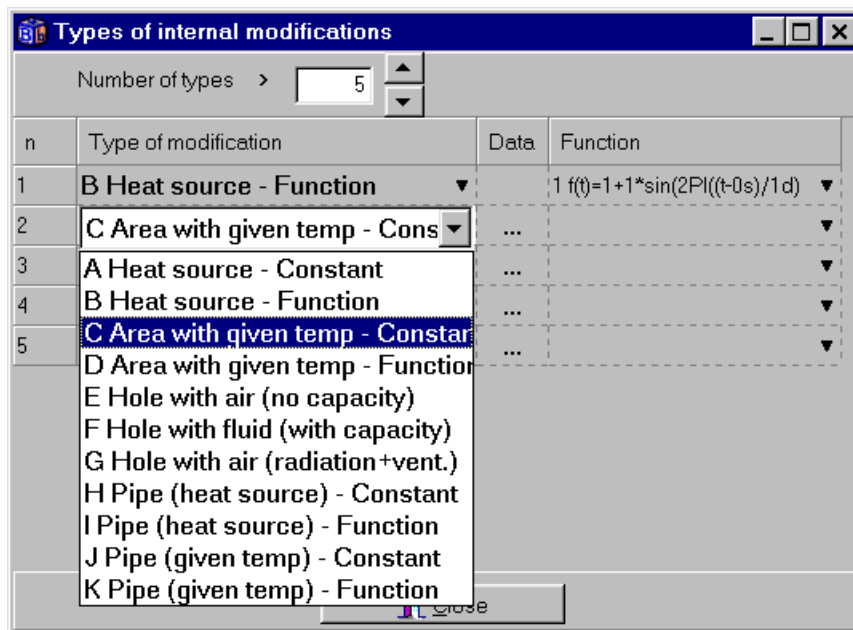 Types of internal modifications
Number of types > 5
n Type of modification Data Function
1 B Heat source - Function 1 f(t)=1+1*sin(2PI((t-0s)/1d)
2 C Area with given temp - Cons ...
3 ...
4 ...
5 ...
A Heat source - Constant
B Heat source - Function
C Area with given temp - Constan
D Area with given temp - Function
E Hole with air (no capacity)
F Hole with fluid (with capacity)
G Hole with air (radiation+vent.)
H Pipe (heat source) - Constant
I Pipe (heat source) - Function
J Pipe (given temp) - Constant
K Pipe (given temp) - Function
Close